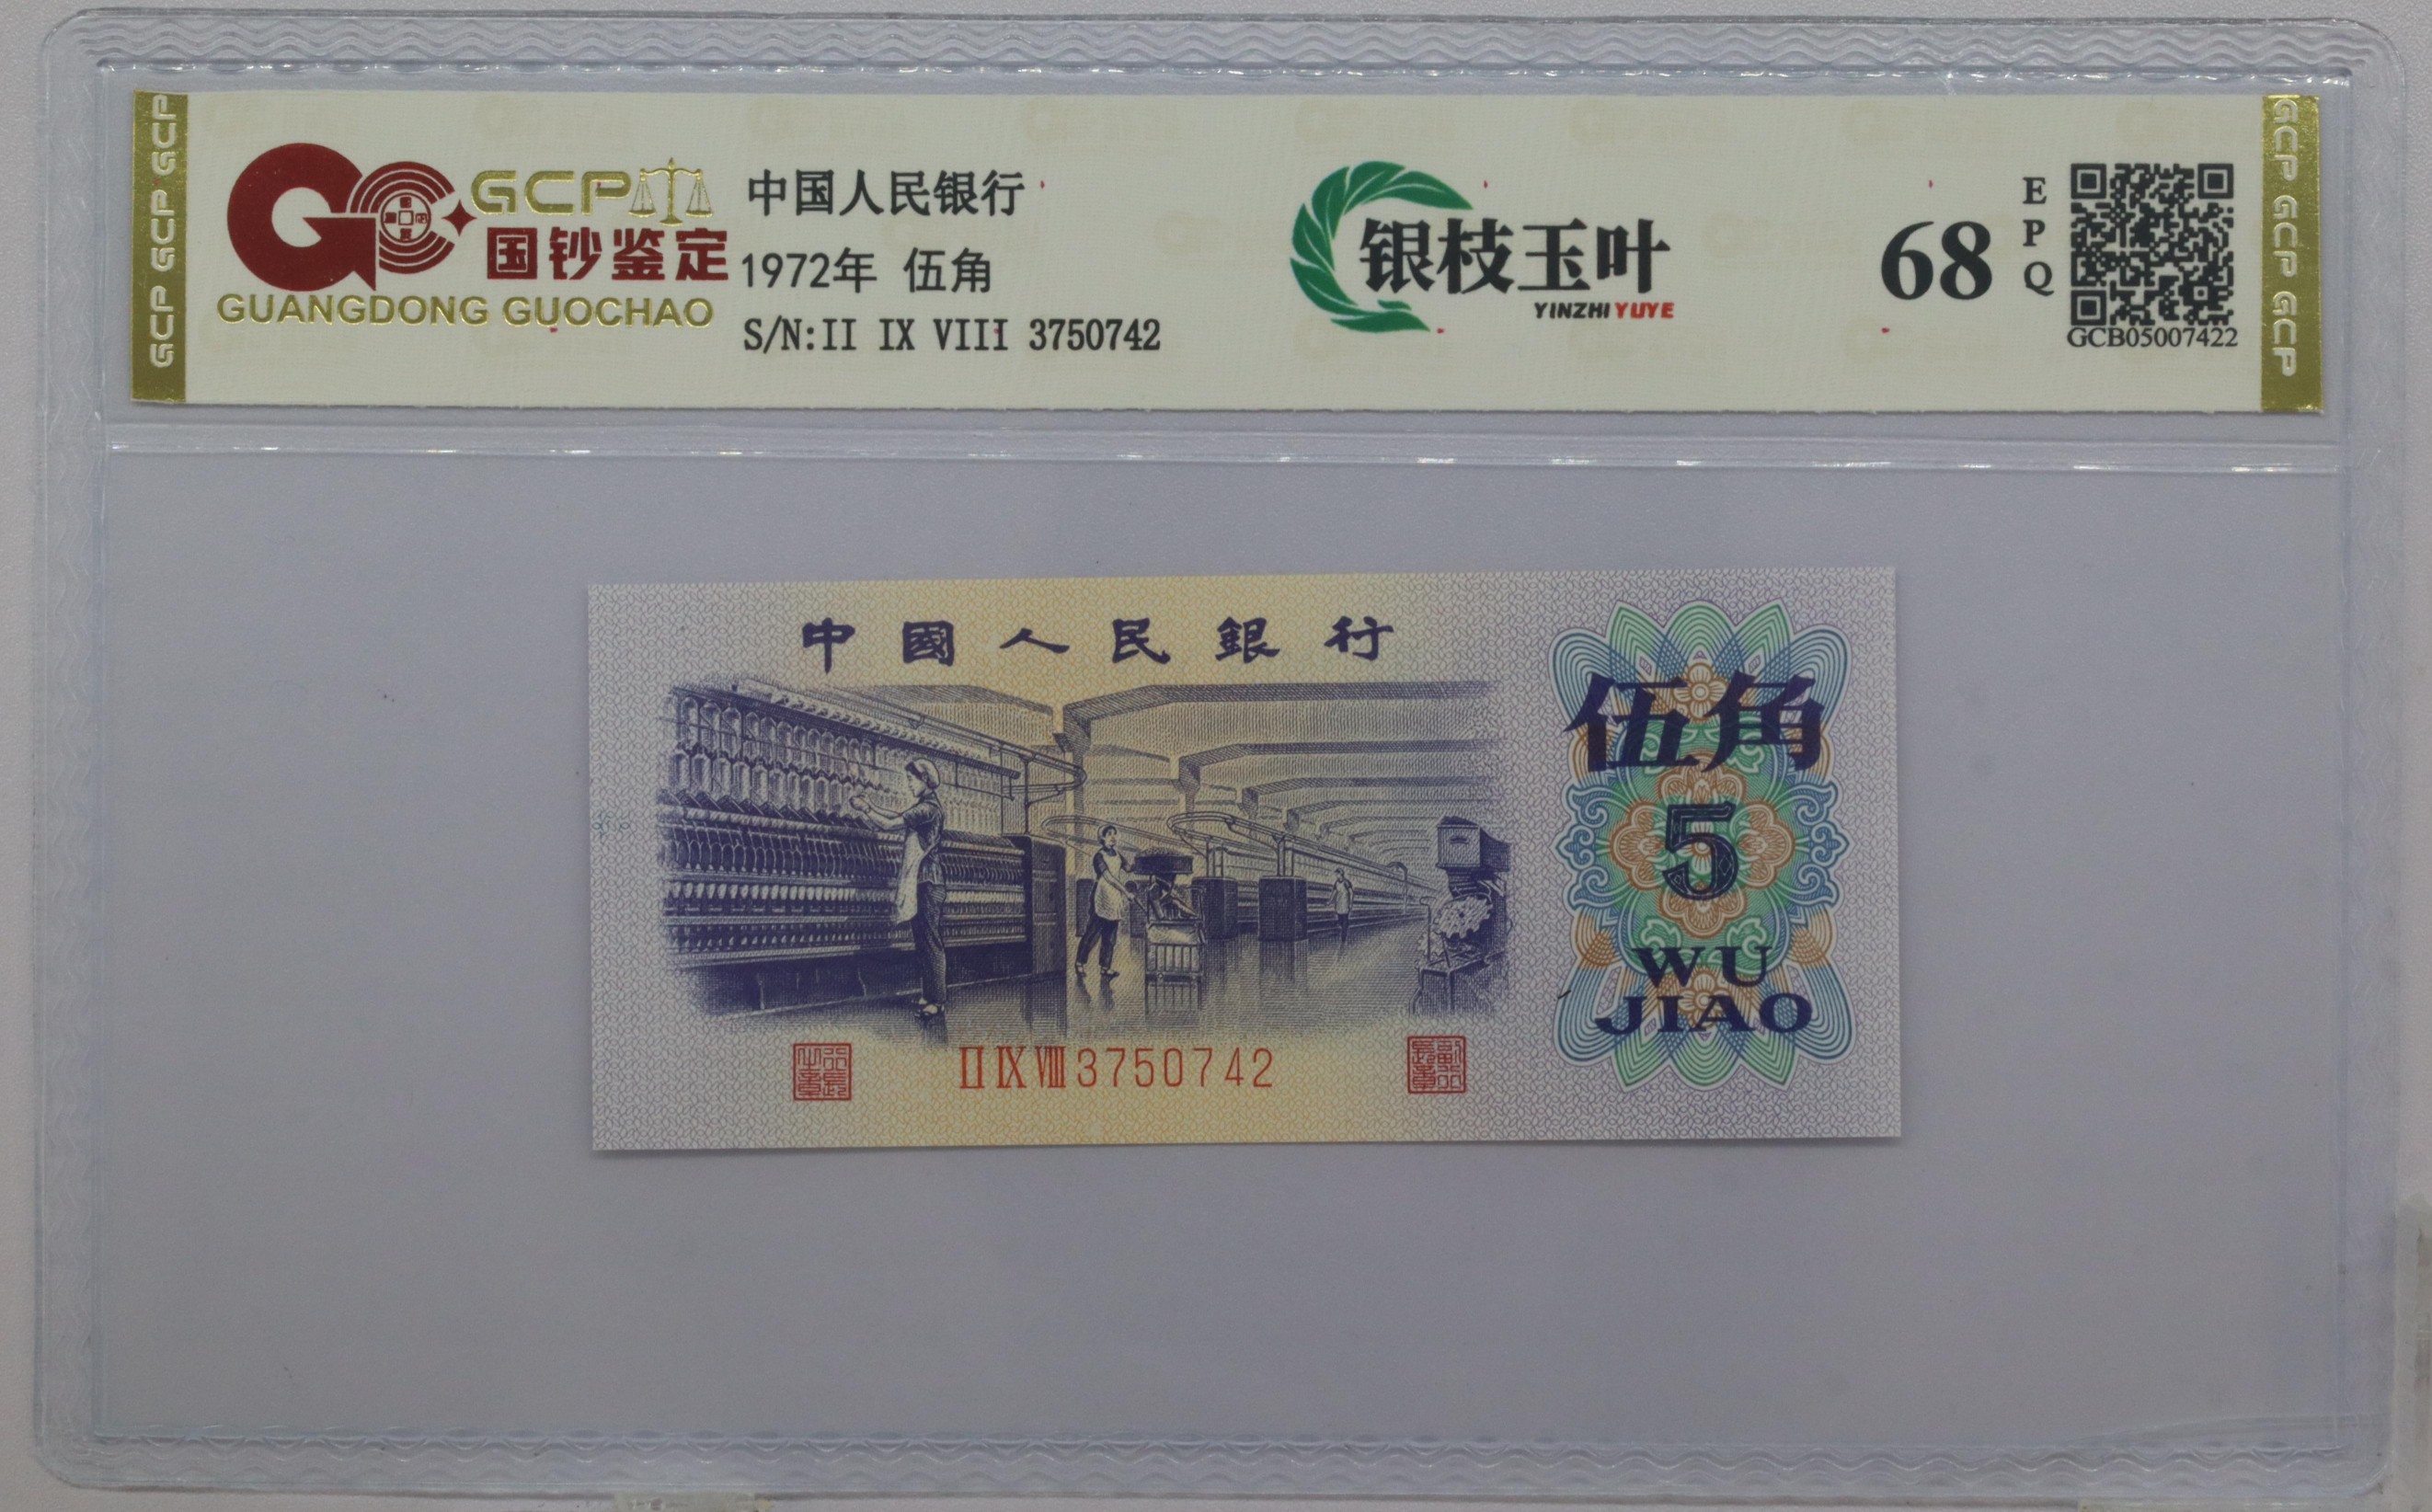 GCP GCP GCP
GCP
国钞鉴定
GUANGDONG GUOCHAO
中国人民银行
1972年 伍角
S/N:II IX VIII 3750742
银枝玉叶
YINZHI YUYE
68
EPQ
GCB05007422
GCP GCP GCP
中國人民銀行
伍角
5
WU
JIAO
II IX VIII 3750742